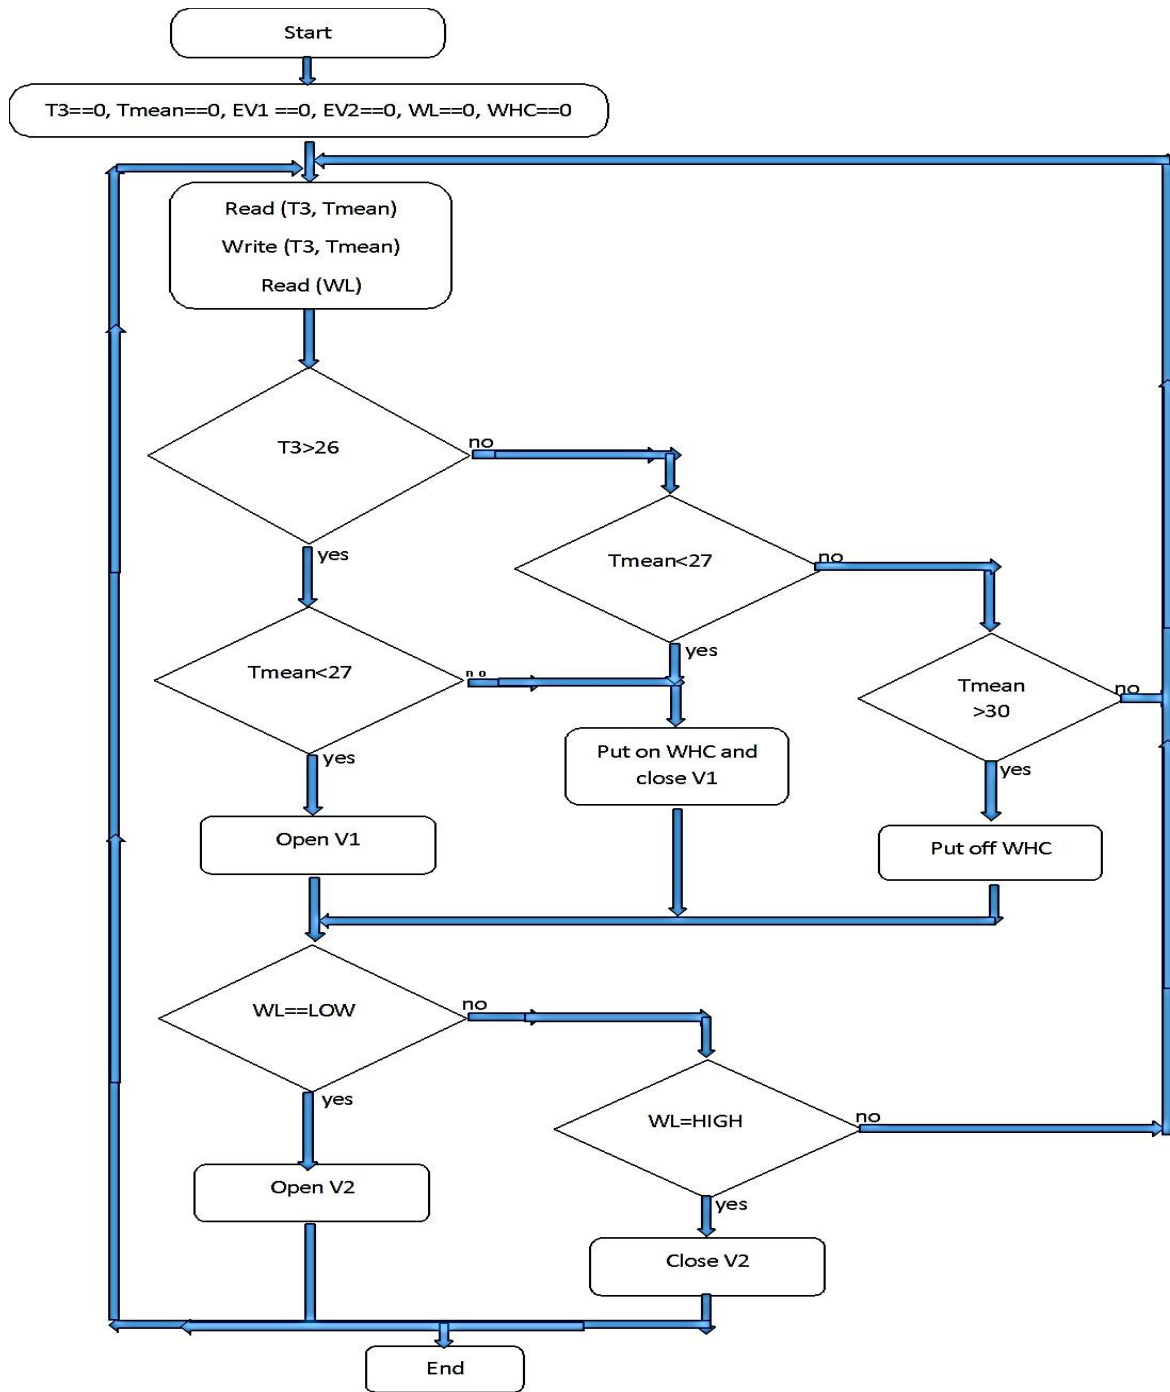 Start
T3==0, Tmean==0, EV1 ==0, EV2==0, WL==0, WHC==0
Read (T3, Tmean)
Write (T3, Tmean)
Read (WL)
T3>26
no
yes
Tmean<27
no
yes
Tmean<27
no
yes
Tmean
>30
no
yes
Put on WHC and
close V1
Open V1
Put off WHC
WL==LOW
no
yes
WL=HIGH
no
yes
Open V2
Close V2
End